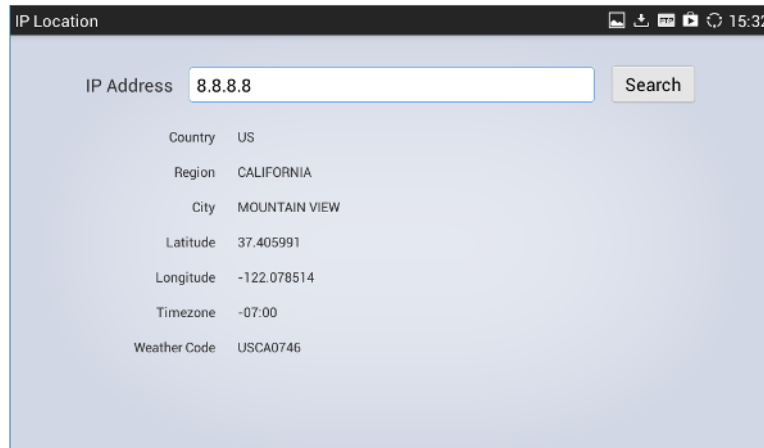 IP Location FTP 15:32
IP Address 8.8.8.8 Search
Country US
Region CALIFORNIA
City MOUNTAIN VIEW
Latitude 37.405991
Longitude -122.078514
Timezone -07:00
Weather Code USCA0746